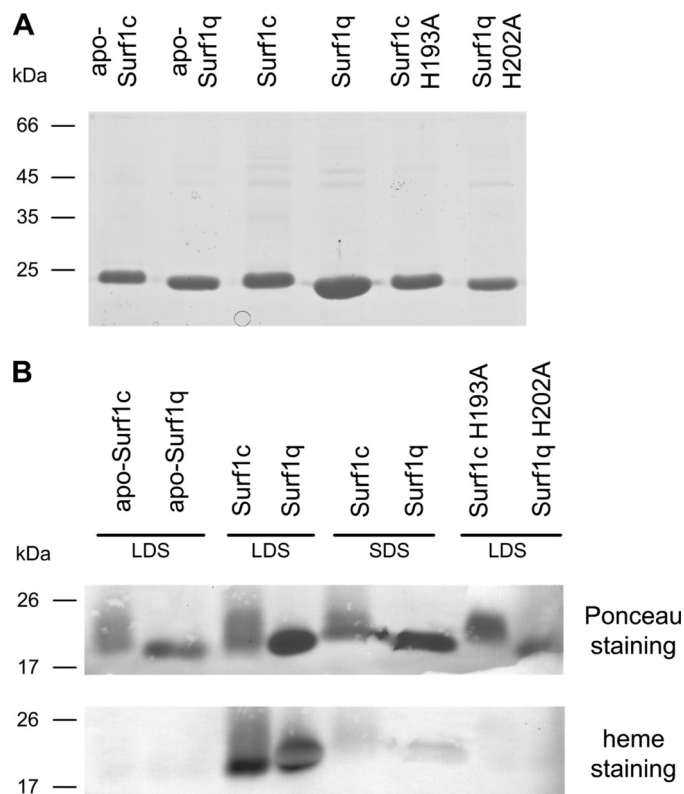 A
apo-
Surf1c
apo-
Surf1q
Surf1c
Surf1q
Surf1c
H193A
Surf1q
H202A
kDa
66
45
35
25
B
apo-Surf1c
apo-Surf1q
Surf1c
Surf1q
Surf1c
Surf1q
Surf1c H193A
Surf1q H202A
kDa
LDS
LDS
SDS
LDS
26
17
Ponceau
staining
26
17
heme
staining